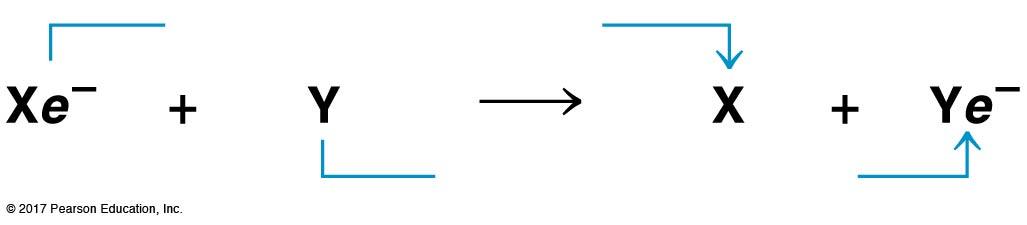 Xe⁻ + Y → X + Ye⁻
© 2017 Pearson Education, Inc.